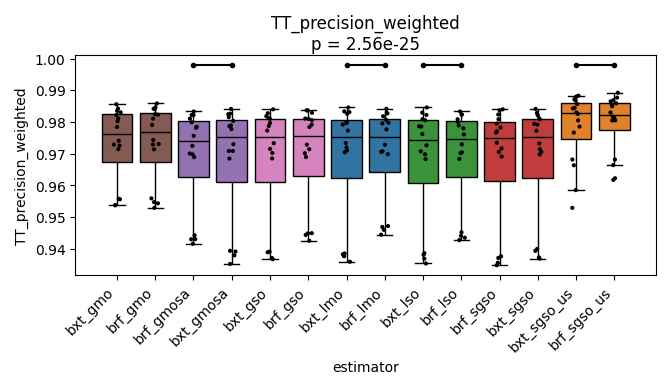 TT_precision_weighted
p = 2.56e-25
TT_precision_weighted
1.00
0.99
0.98
0.97
0.96
0.95
0.94
bxt_gmo
brf_gmo
brf_gmosa
bxt_gmosa
bxt_gso
brf_gso
bxt_lmo
brf_lmo
bxt_lso
brf_lso
brf_sgso
bxt_sgso
bxt_sgso_us
brf_sgso_us
estimator